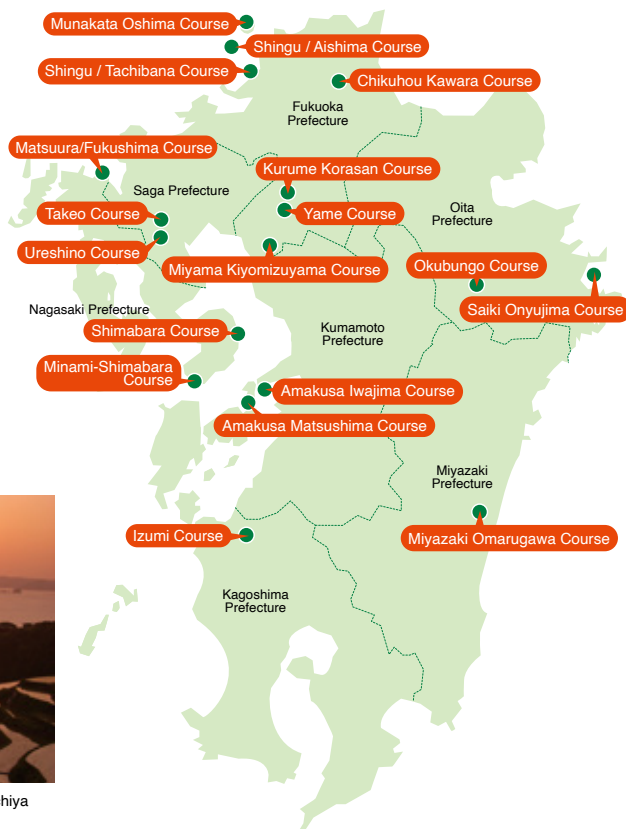 Munakata Oshima Course
Shingu / Aishima Course
Shingu / Tachibana Course
Chikuhou Kawara Course
Fukuoka
Prefecture
Matsuura/Fukushima Course
Kurume Korasan Course
Saga Prefecture
Takeo Course
Yame Course
Oita
Prefecture
Ureshino Course
Miyama Kiyomizuyama Course
Okubungo Course
Saiki Onyujima Course
Nagasaki Prefecture
Shimabara Course
Kumamoto
Prefecture
Minami-Shimabara
Course
Amakusa Iwajima Course
Amakusa Matsushima Course
Miyazaki
Prefecture
Izumi Course
Miyazaki Omarugawa Course
Kagoshima
Prefecture